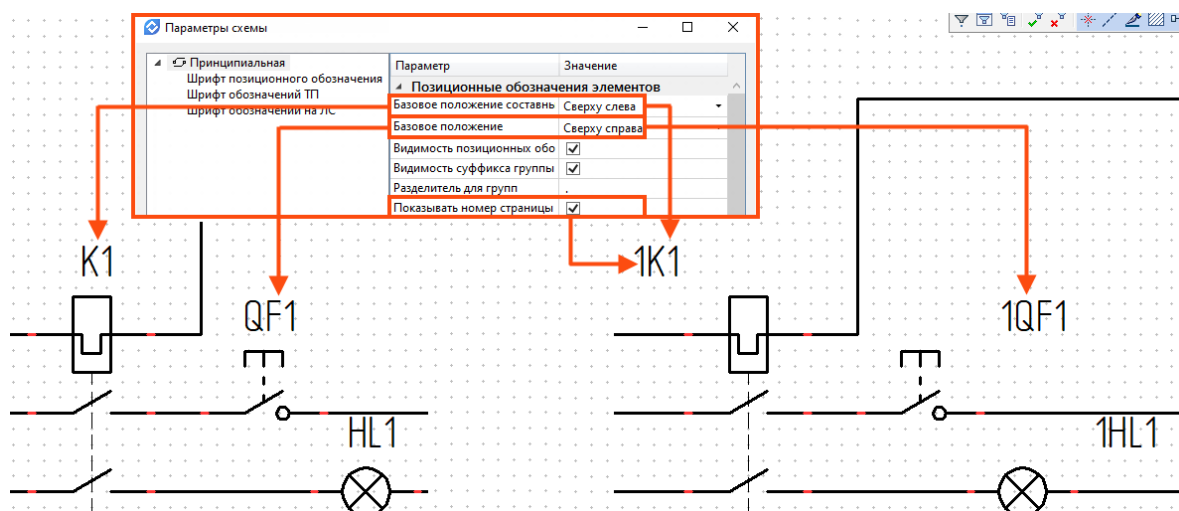 Параметры схемы
Принципиальная
Шрифт позиционного обозначения
Шрифт обозначений ТП
Шрифт обозначений на ЛС
Параметр Значение
Позиционные обозначения элементов
Базовое положение составнь Сверху слева
Базовое положение Сверху справа
Видимость позиционных обо
Видимость суффикса группы
Разделитель для групп .
Показывать номер страницы
K1
1K1
QF1
1QF1
HL1
1HL1